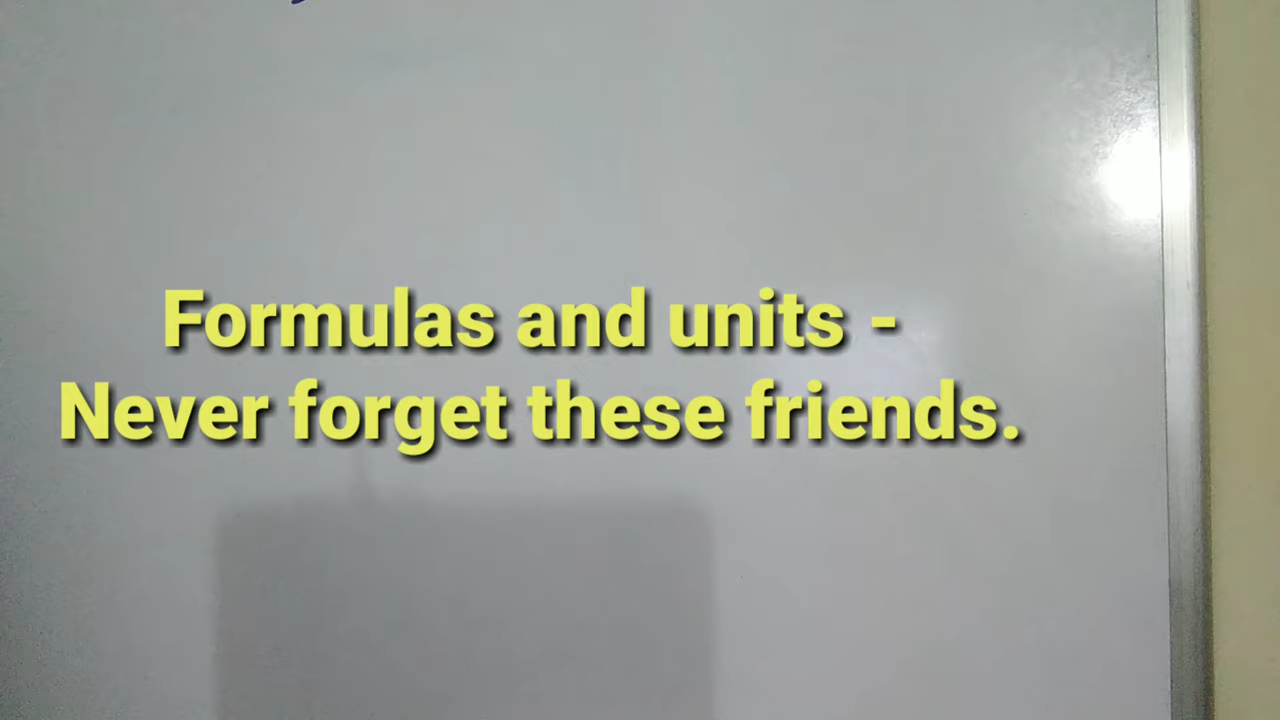 Formulas and units -
Never forget these friends.